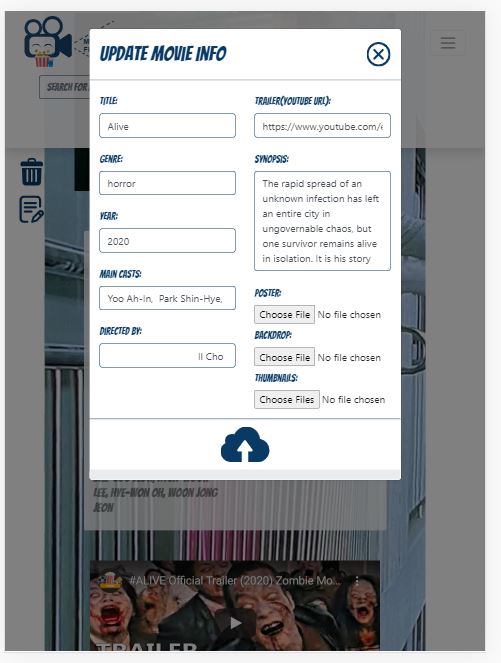 UPDATE MOVIE INFO
SEARCH FOR
TITLE:
Alive
GENRE:
horror
YEAR:
2020
MAIN CASTS:
Yoo Ah-In, Park Shin-Hye,
DIRECTED BY:
Il Cho
TRAILER(YOUTUBE URL):
https://www.youtube.com/e
SYNOPSIS:
The rapid spread of an
unknown infection has left
an entire city in
ungovernable chaos, but
one survivor remains alive
in isolation. It is his story
POSTER:
Choose File No file chosen
BACKDROP:
Choose File No file chosen
THUMBNAILS:
Choose Files No file chosen
LEE, HYE-WON OH, WOON JONG
JEON
#ALIVE Official Trailer (2020) Zombie Mo...
TRAILER